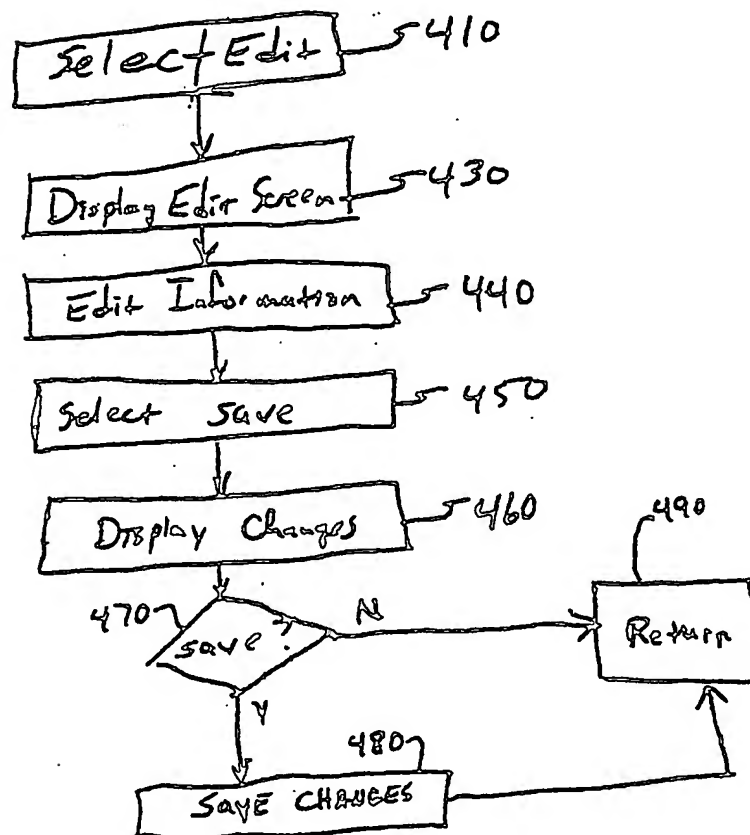 Select Edit
410
Display Edit Screen
430
Edit Information
440
Select save
450
Display Changes
460
490
470
save?
N
Return
Y
480
SAVE CHANGES